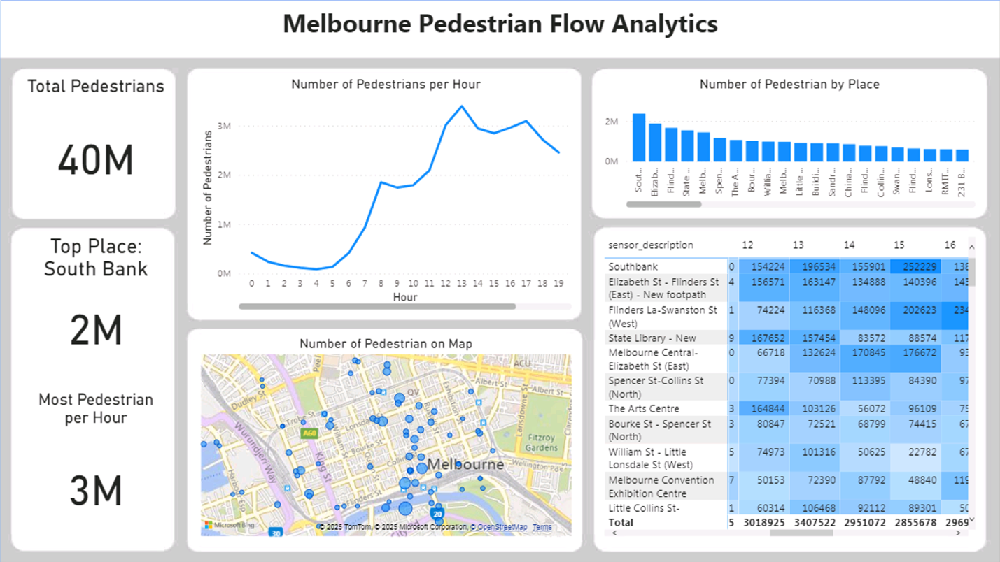 Melbourne Pedestrian Flow Analytics
Total Pedestrians
40M
Top Place:
South Bank
2M
Most Pedestrian
per Hour
3M
Number of Pedestrians per Hour
Number of Pedestrians
3M
2M
1M
0M
0 1 2 3 4 5 6 7 8 9 10 11 12 13 14 15 16 17 18 19
Hour
Number of Pedestrian on Map
ACU
Peel
Albert St
Albert St
QV
Exhibition
Lansdowne St
Dudley St
Lonsdale St
A60
William St
Bourke St
Fitzroy
Gardens
Wurundjeri Way
King St
Collins
Melbourne
Wellington Par
Harbour
Flinders St
20
30
Microsoft Bing
© 2025 TomTom, © 2025 Microsoft Corporation, © OpenStreetMap Terms
Number of Pedestrian by Place
2M
0M
Sout...
Elizab...
Flind...
State ...
Melb...
Spen...
The A...
Bour...
Willia...
Melb...
Little ...
Buildi...
Sandr...
China...
Flind...
Collin...
Swan...
Flind...
Lons...
RMIT...
231 B...
sensor_description 12 13 14 15 16
Southbank 0 154224 196534 155901 252229 138
Elizabeth St - Flinders St 4 156571 163147 134888 140396 143
(East) - New footpath
Flinders La-Swanston St 1 74224 116368 148096 202623 234
(West)
State Library - New 9 167652 157454 83572 88574 117
Melbourne Central- 0 66718 132624 170845 176672 93
Elizabeth St (East)
Spencer St-Collins St 0 77394 70988 113395 84390 97
(North)
The Arts Centre 3 164844 103126 56072 96109 75
Bourke St - Spencer St 3 80847 72521 68799 74415 67
(North)
William St - Little 5 74973 101316 50625 22782 67
Lonsdale St (West)
Melbourne Convention 7 50153 72390 87792 48840 119
Exhibition Centre
Little Collins St- 1 60314 106468 92112 89301 50
Total 5 3018925 3407522 2951072 2855678 2969